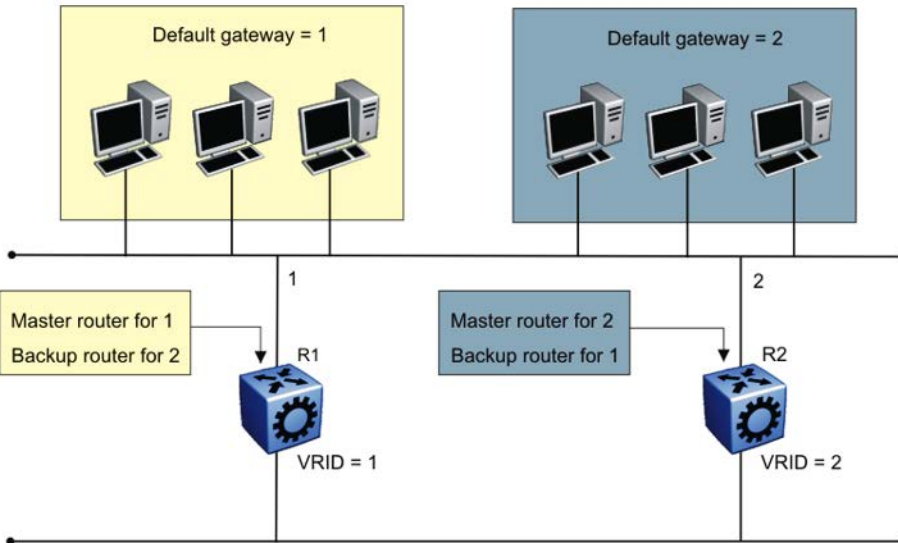 Default gateway = 1
Default gateway = 2
1
2
Master router for 1
Backup router for 2
Master router for 2
Backup router for 1
R1
R2
VRID = 1
VRID = 2